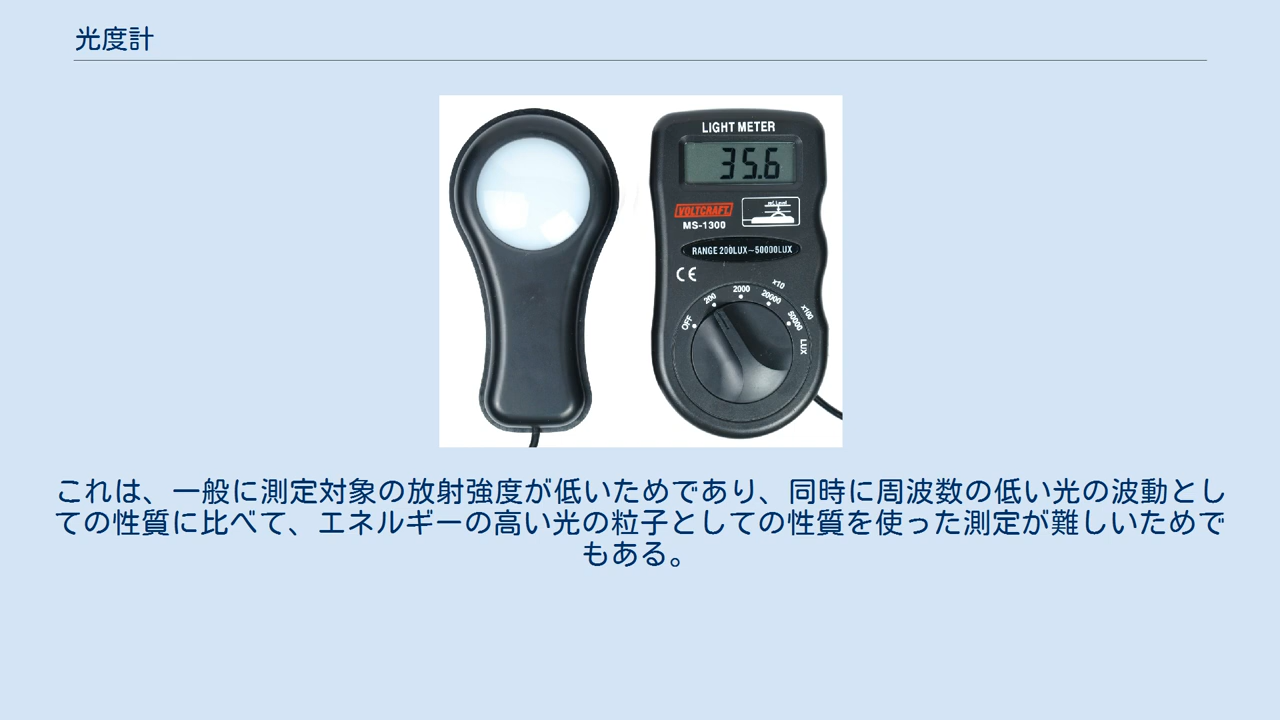 光度計
LIGHT METER
35.6
VOLTCRAFT
MS-1300
RANGE 200LUX~50000LUX
CE
OFF
200
2000
x10
20000
x100
50000
LUX
これは、一般に測定対象の放射強度が低いためであり、同時に周波数の低い光の波動とし
ての性質に比べて、エネルギーの高い光の粒子としての性質を使った測定が難しいためで
もある。